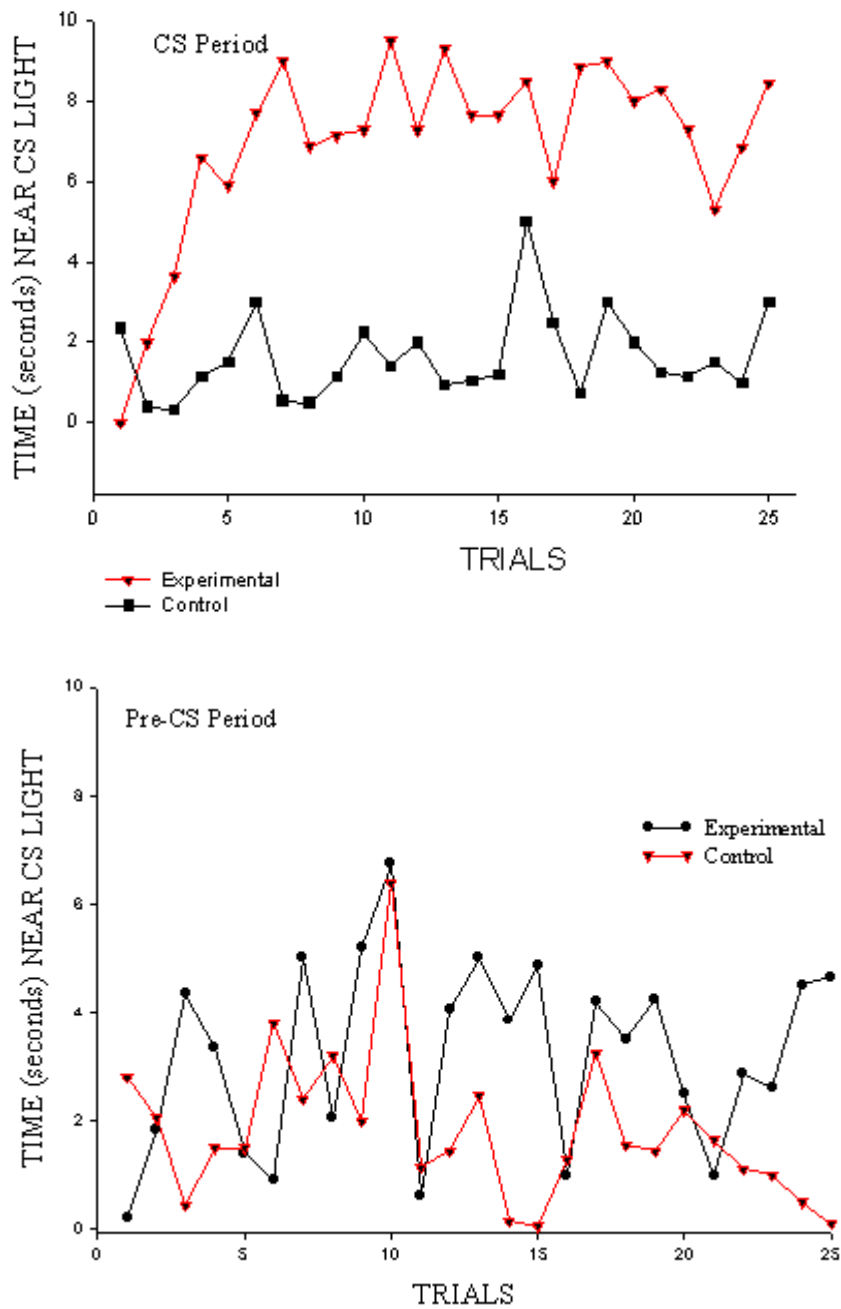 10
CS Period
8
6
4
2
0
TIME (seconds) NEAR CS LIGHT
0 5 10 15 20 25
TRIALS
Experimental
Control
10
Pre-CS Period
8
6
4
2
0
TIME (seconds) NEAR CS LIGHT
Experimental
Control
0 5 10 15 20 25
TRIALS